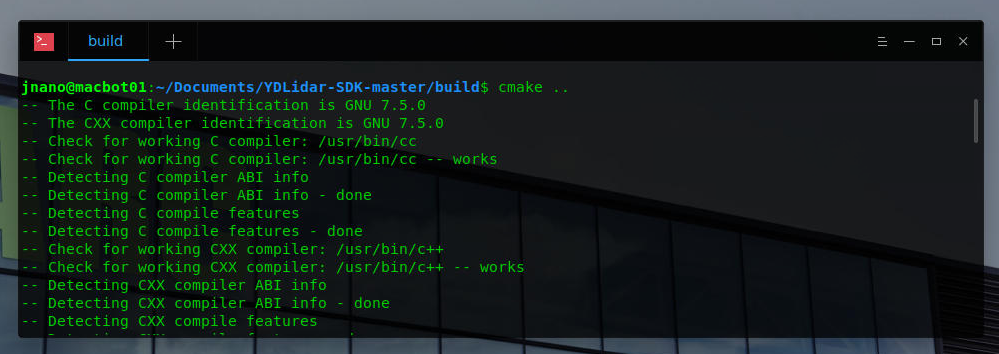 build
jnano@macbot01:~/Documents/YDLidar-SDK-master/build$ cmake ..
-- The C compiler identification is GNU 7.5.0
-- The CXX compiler identification is GNU 7.5.0
-- Check for working C compiler: /usr/bin/cc
-- Check for working C compiler: /usr/bin/cc -- works
-- Detecting C compiler ABI info
-- Detecting C compiler ABI info - done
-- Detecting C compile features
-- Detecting C compile features - done
-- Check for working CXX compiler: /usr/bin/c++
-- Check for working CXX compiler: /usr/bin/c++ -- works
-- Detecting CXX compiler ABI info
-- Detecting CXX compiler ABI info - done
-- Detecting CXX compile features